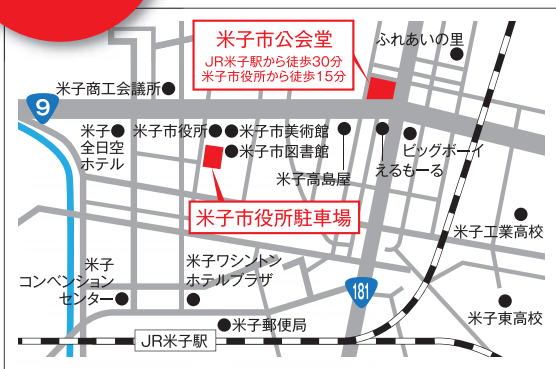 米子市公会堂
JR米子駅から徒歩30分
米子市役所から徒歩15分
ふれあいの里
米子商工会議所
9
米子
全日空
ホテル
米子市役所
米子市美術館
米子市図書館
米子高島屋
えるもーる
ビッグボーイ
米子市役所駐車場
米子工業高校
米子
コンベンション
センター
米子ワシントン
ホテルプラザ
181
米子東高校
米子郵便局
JR米子駅